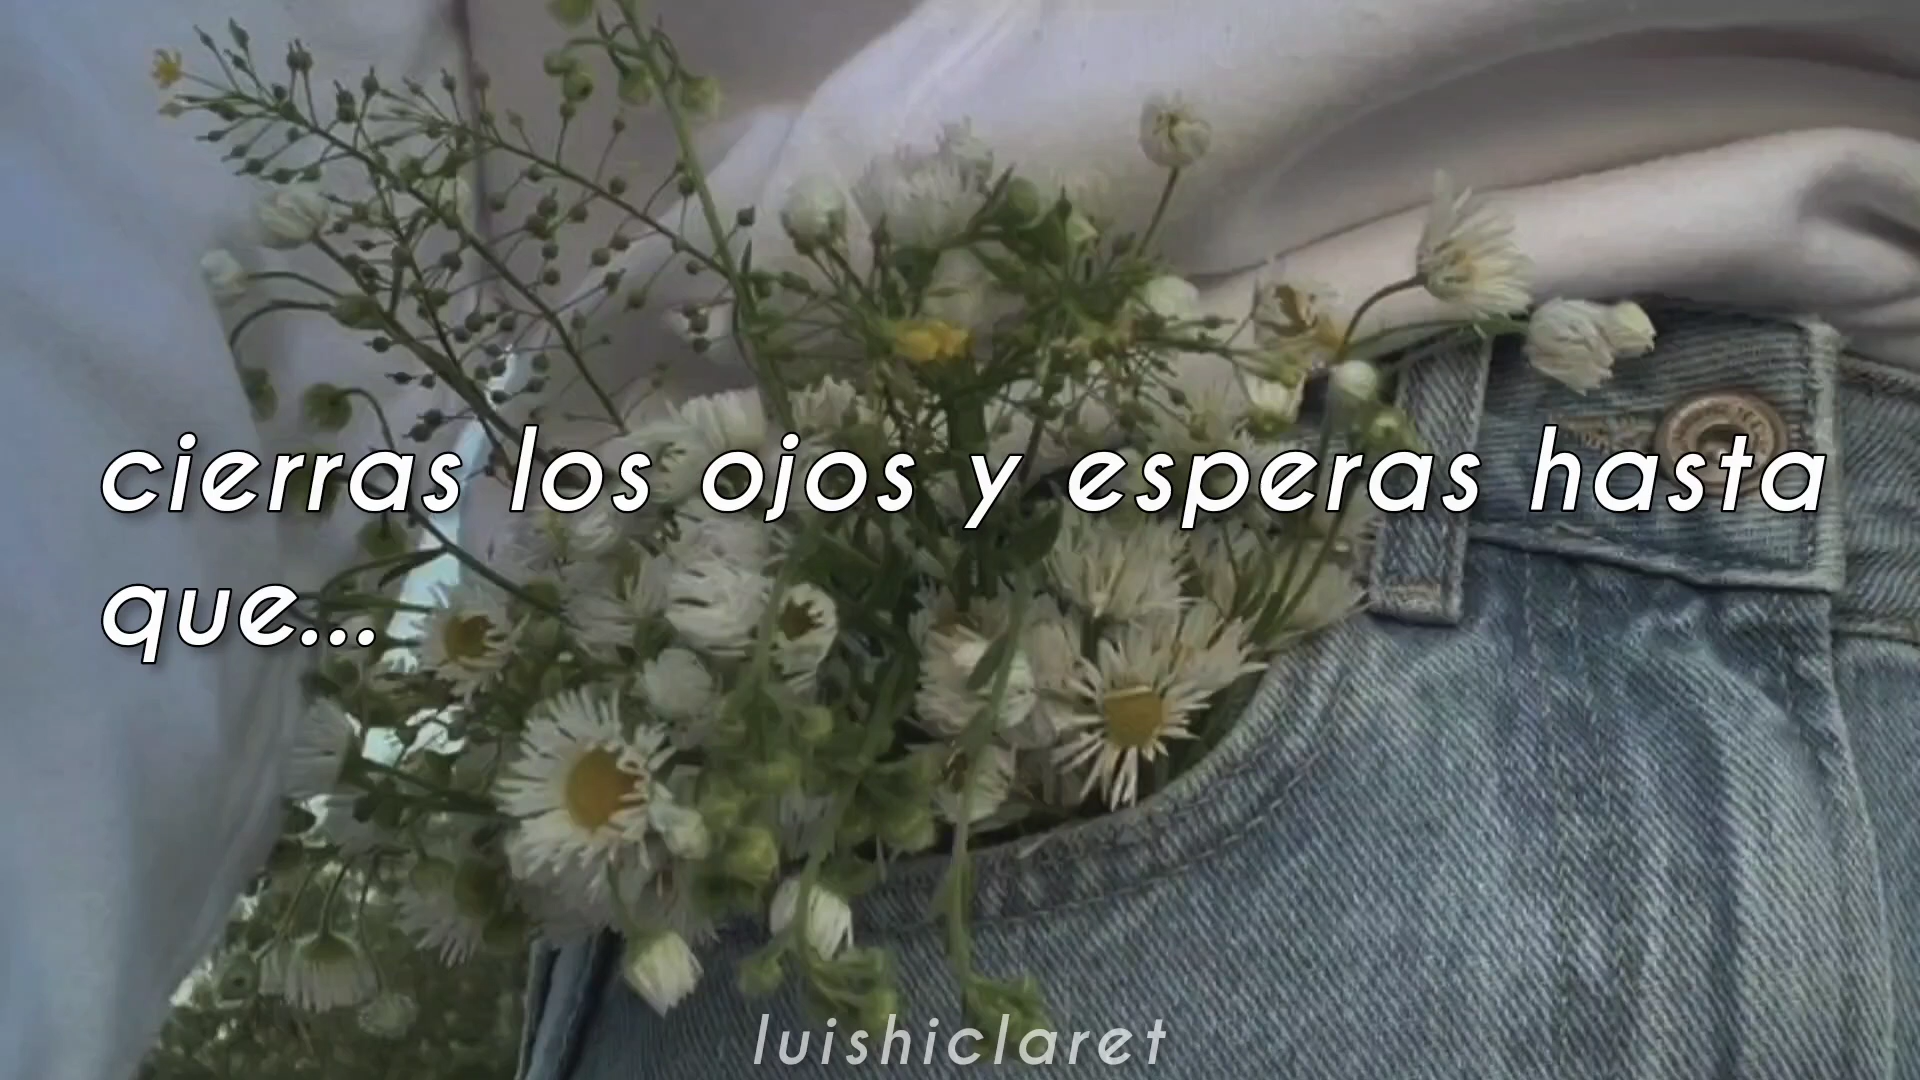 cierras los ojos y esperas hasta
que...
luishiclaret